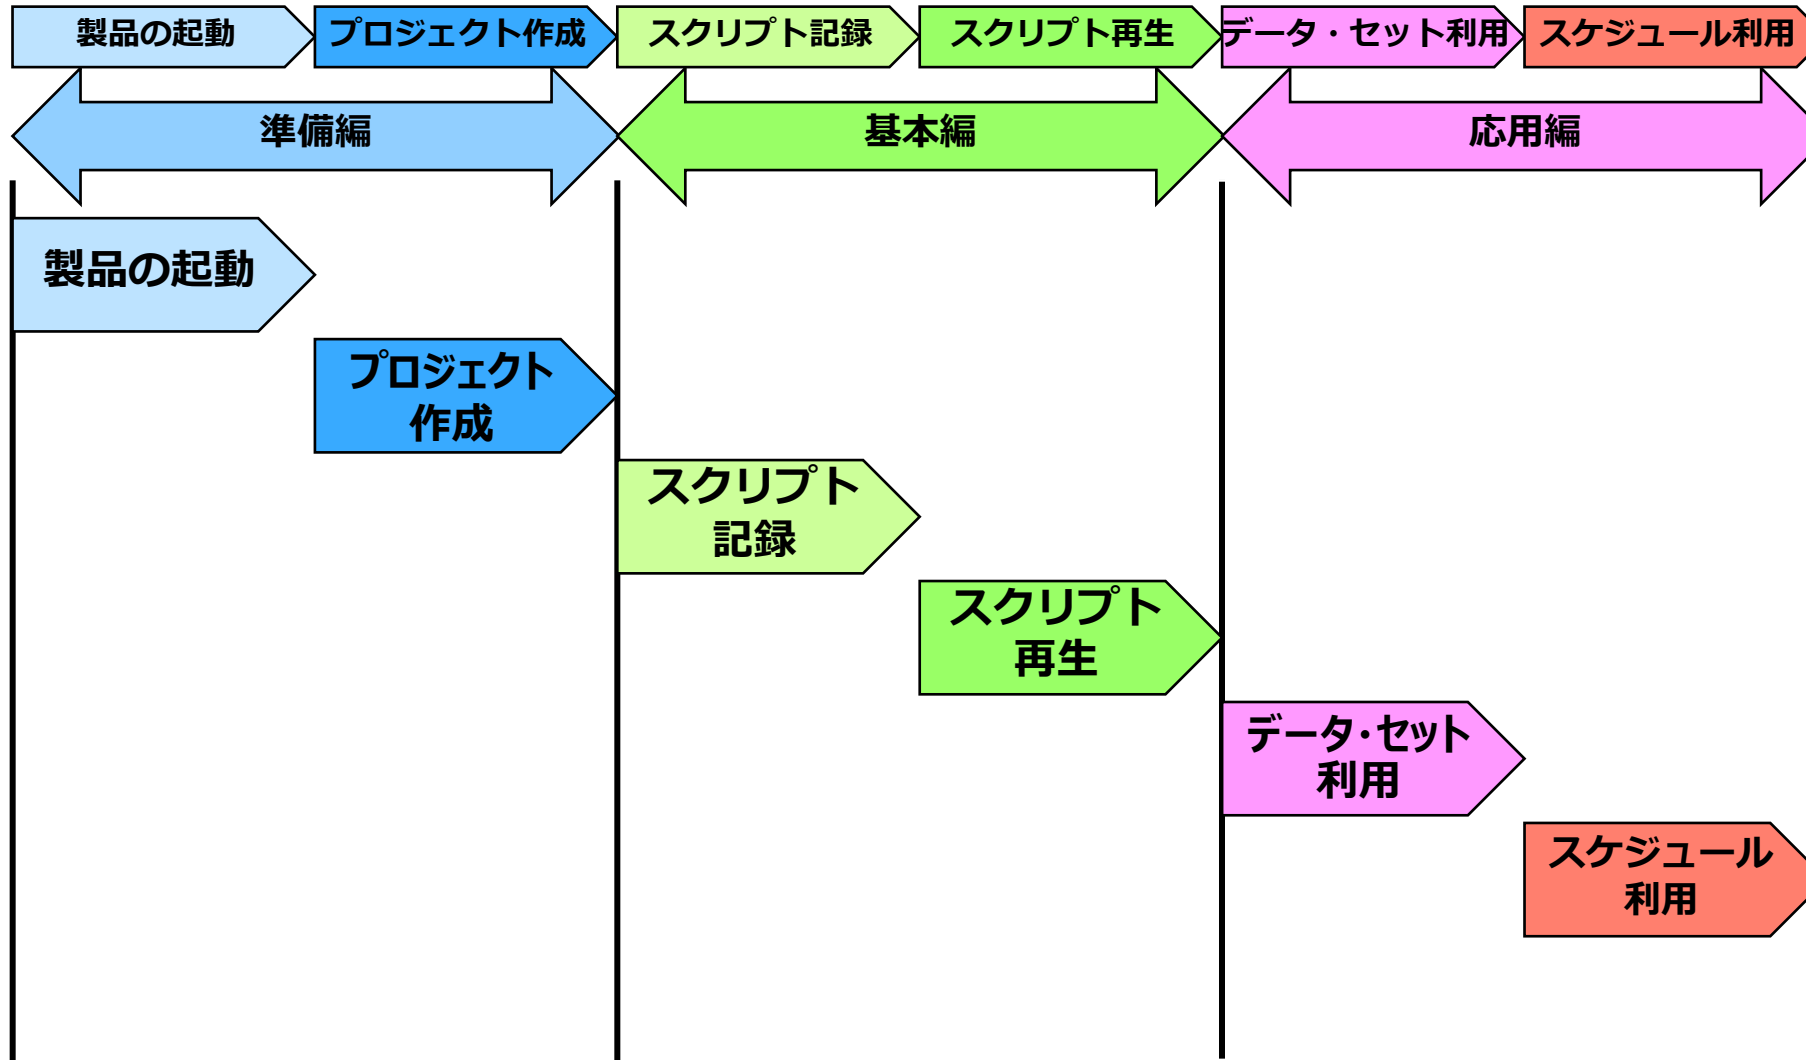 製品の起動
プロジェクト作成
スクリプト記録
スクリプト再生
データ・セット利用
スケジュール利用
準備編
基本編
応用編
製品の起動
プロジェクト
作成
スクリプト
記録
スクリプト
再生
データ・セット
利用
スケジュール
利用